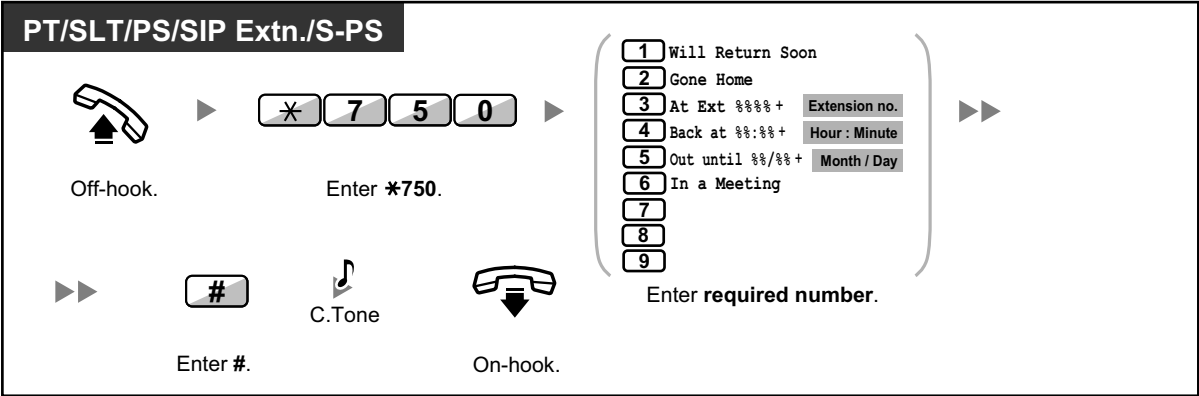 PT/SLT/PS/SIP Extn./S-PS
Off-hook.
✳ 7 5 0
Enter ✳750.
1 Will Return Soon
2 Gone Home
3 At Ext %%%% + Extension no.
4 Back at %%:%% + Hour : Minute
5 Out until %%/%% + Month / Day
6 In a Meeting
7
8
9
Enter required number.
#
Enter #.
C.Tone
On-hook.